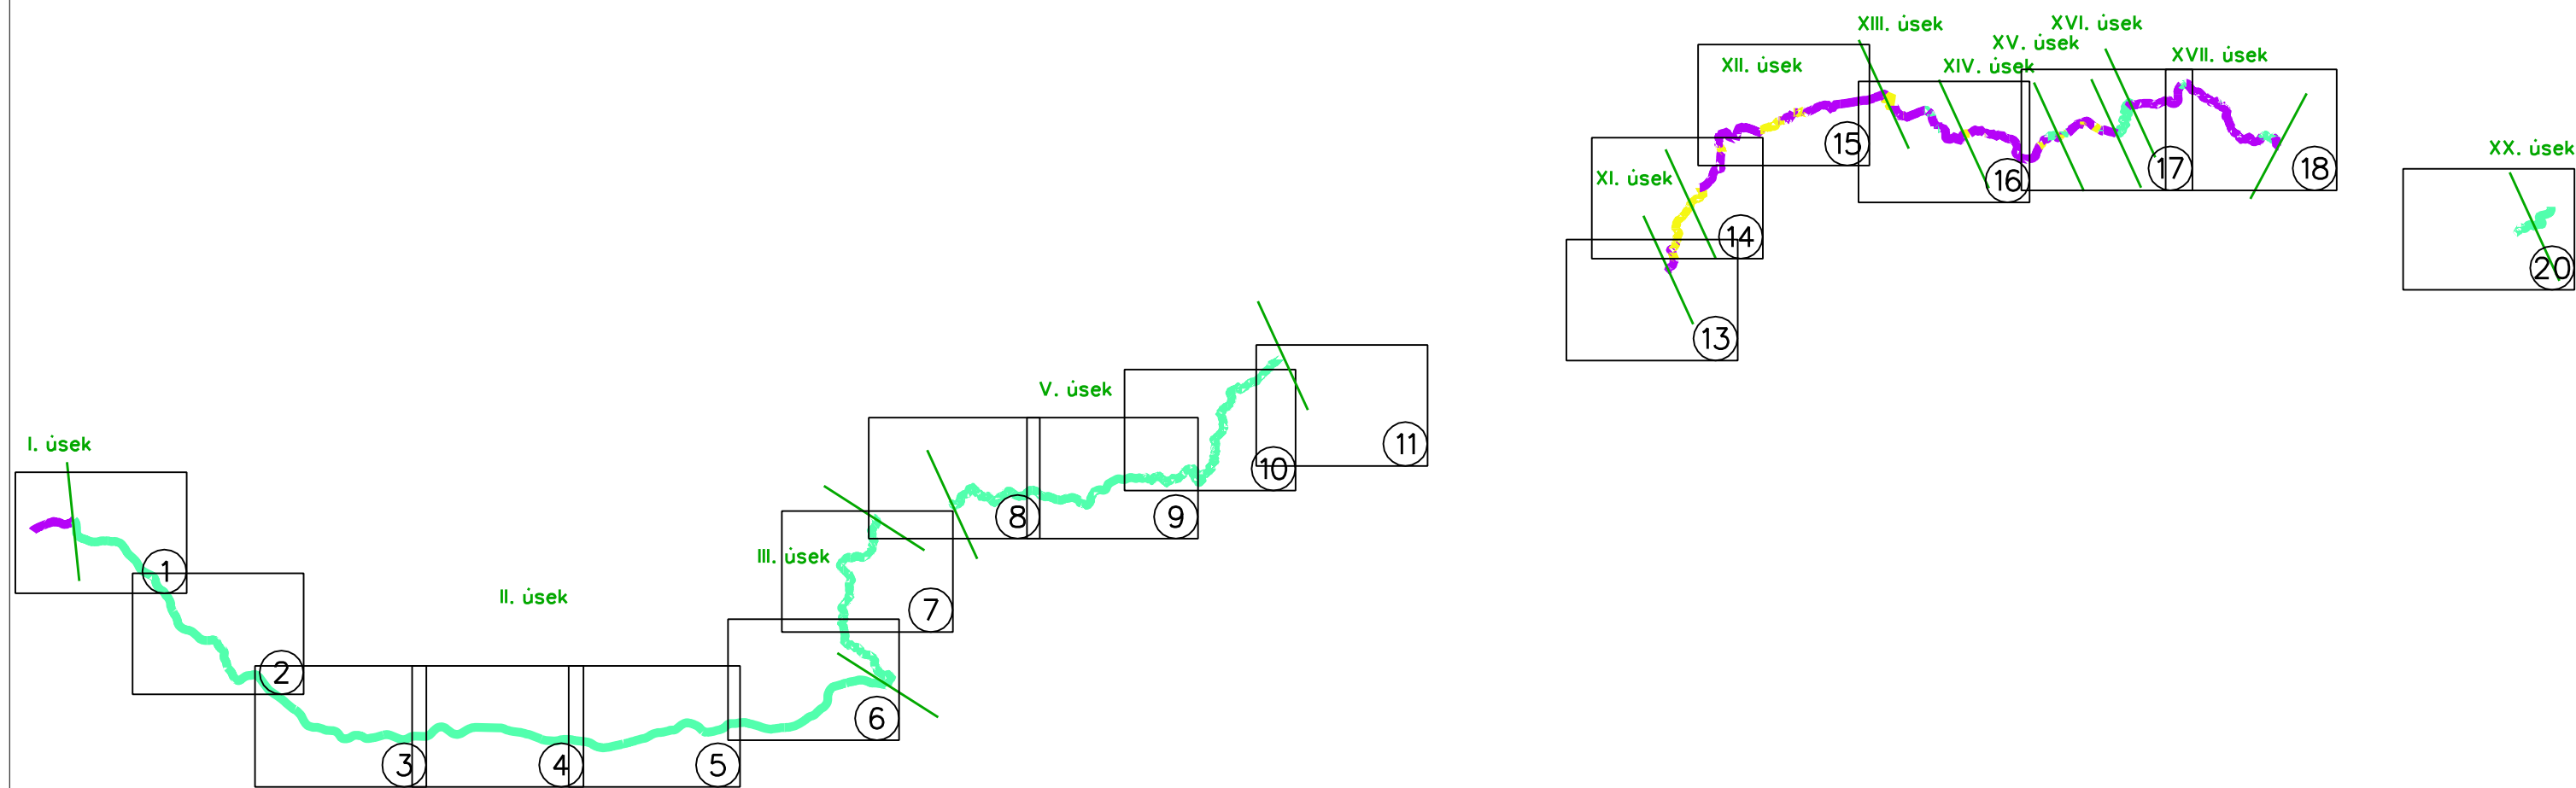 XIII. úsek
XVI. úsek
XV. úsek
XVII. úsek
XII. úsek
XIV. úsek
15
XX. úsek
17
18
16
XI. úsek
14
20
13
V. úsek
I. úsek
11
10
8
9
III. úsek
1
II. úsek
7
2
6
3
4
5